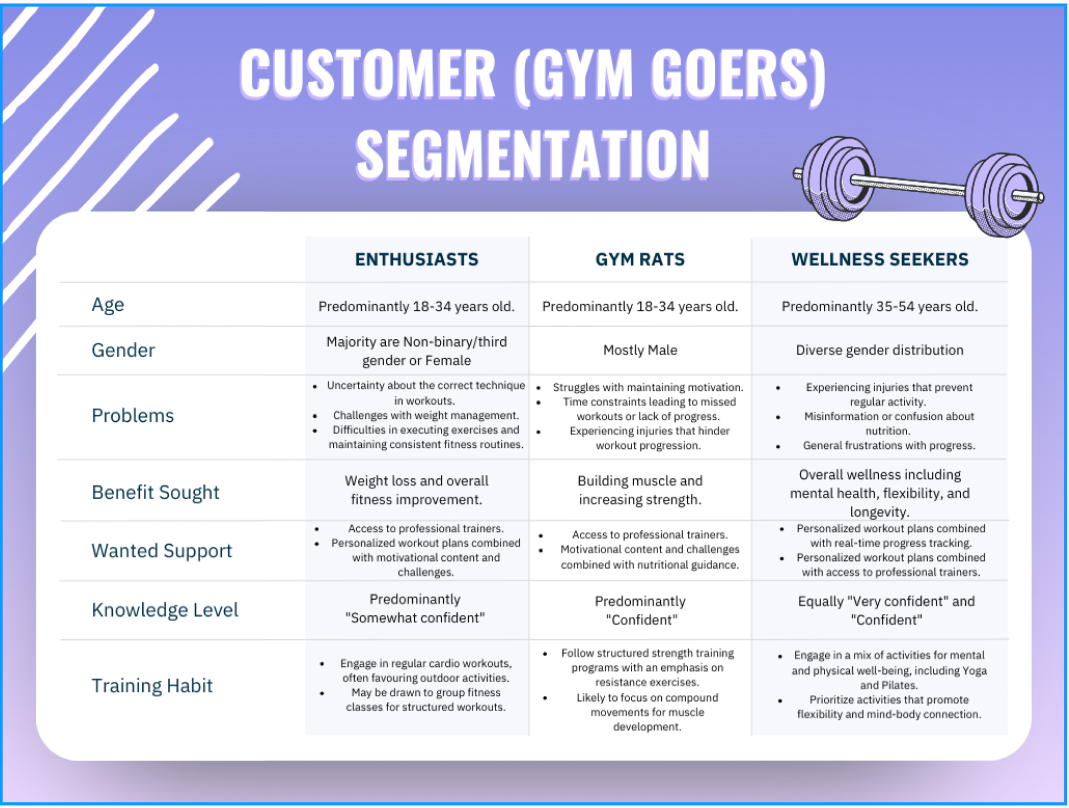 CUSTOMER (GYM GOERS)
SEGMENTATION
ENTHUSIASTS
GYM RATS
WELLNESS SEEKERS
Age
Predominantly 18-34 years old.
Predominantly 18-34 years old.
Predominantly 35-54 years old.
Gender
Majority are Non-binary/third
gender or Female
Mostly Male
Diverse gender distribution
Problems
• Uncertainty about the correct technique
in workouts.
• Challenges with weight management.
• Difficulties in executing exercises and
maintaining consistent fitness routines.
• Struggles with maintaining motivation.
• Time constraints leading to missed
workouts or lack of progress.
• Experiencing injuries that hinder
workout progression.
• Experiencing injuries that prevent
regular activity.
• Misinformation or confusion about
nutrition.
• General frustrations with progress.
Benefit Sought
Weight loss and overall
fitness improvement.
Building muscle and
increasing strength.
Overall wellness including
mental health, flexibility, and
longevity.
Wanted Support
• Access to professional trainers.
• Personalized workout plans combined
with motivational content and
challenges.
• Access to professional trainers.
• Motivational content and challenges
combined with nutritional guidance.
• Personalized workout plans combined
with real-time progress tracking.
• Personalized workout plans combined
with access to professional trainers.
Knowledge Level
Predominantly
"Somewhat confident"
Predominantly
"Confident"
Equally "Very confident" and
"Confident"
Training Habit
• Engage in regular cardio workouts,
often favouring outdoor activities.
• May be drawn to group fitness
classes for structured workouts.
• Follow structured strength training
programs with an emphasis on
resistance exercises.
• Likely to focus on compound
movements for muscle
development.
• Engage in a mix of activities for mental
and physical well-being, including Yoga
and Pilates.
• Prioritize activities that promote
flexibility and mind-body connection.